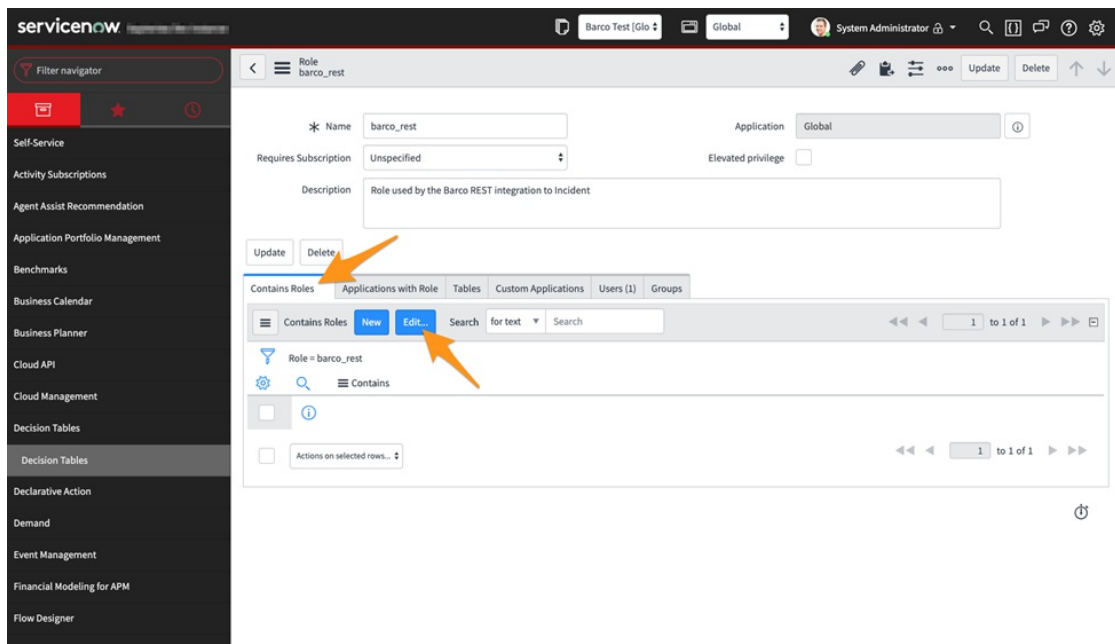 servicenow
Barco Test [Glo
Global
System Administrator
Filter navigator
Role
barco_rest
Update
Delete
Self-Service
Activity Subscriptions
Agent Assist Recommendation
Application Portfolio Management
Benchmarks
Business Calendar
Business Planner
Cloud API
Cloud Management
Decision Tables
Decision Tables
Declarative Action
Demand
Event Management
Financial Modeling for APM
Flow Designer
* Name barco_rest
Application Global
Requires Subscription Unspecified
Elevated privilege
Description Role used by the Barco REST integration to Incident
Update Delete
Contains Roles Applications with Role Tables Custom Applications Users (1) Groups
Contains Roles New Edit... Search for text Search 1 to 1 of 1
Role = barco_rest
Contains
Actions on selected rows... 1 to 1 of 1